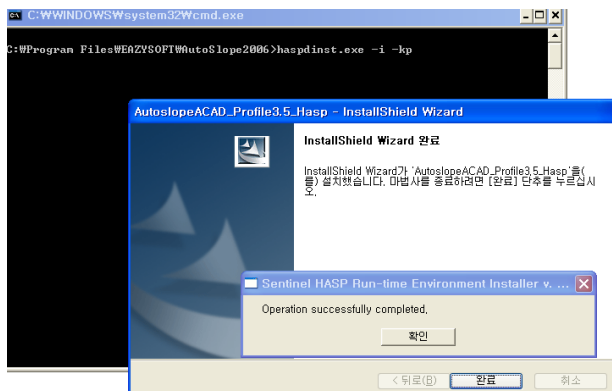 C:₩WINDOWS₩system32₩cmd.exe
C:₩Program Files₩EAZYSOFT₩AutoSlope2006>haspdinst.exe -i -kp
AutoslopeACAD_Profile3.5_Hasp - InstallShield Wizard
InstallShield Wizard 완료
InstallShield Wizard가 'AutoslopeACAD_Profile3.5_Hasp'을(
를) 설치했습니다. 마법사를 종료하려면 [완료] 단추를 누르십시
오.
Sentinel HASP Run-time Environment Installer v. ...
Operation successfully completed.
확인
< 뒤로(B)
완료
취소